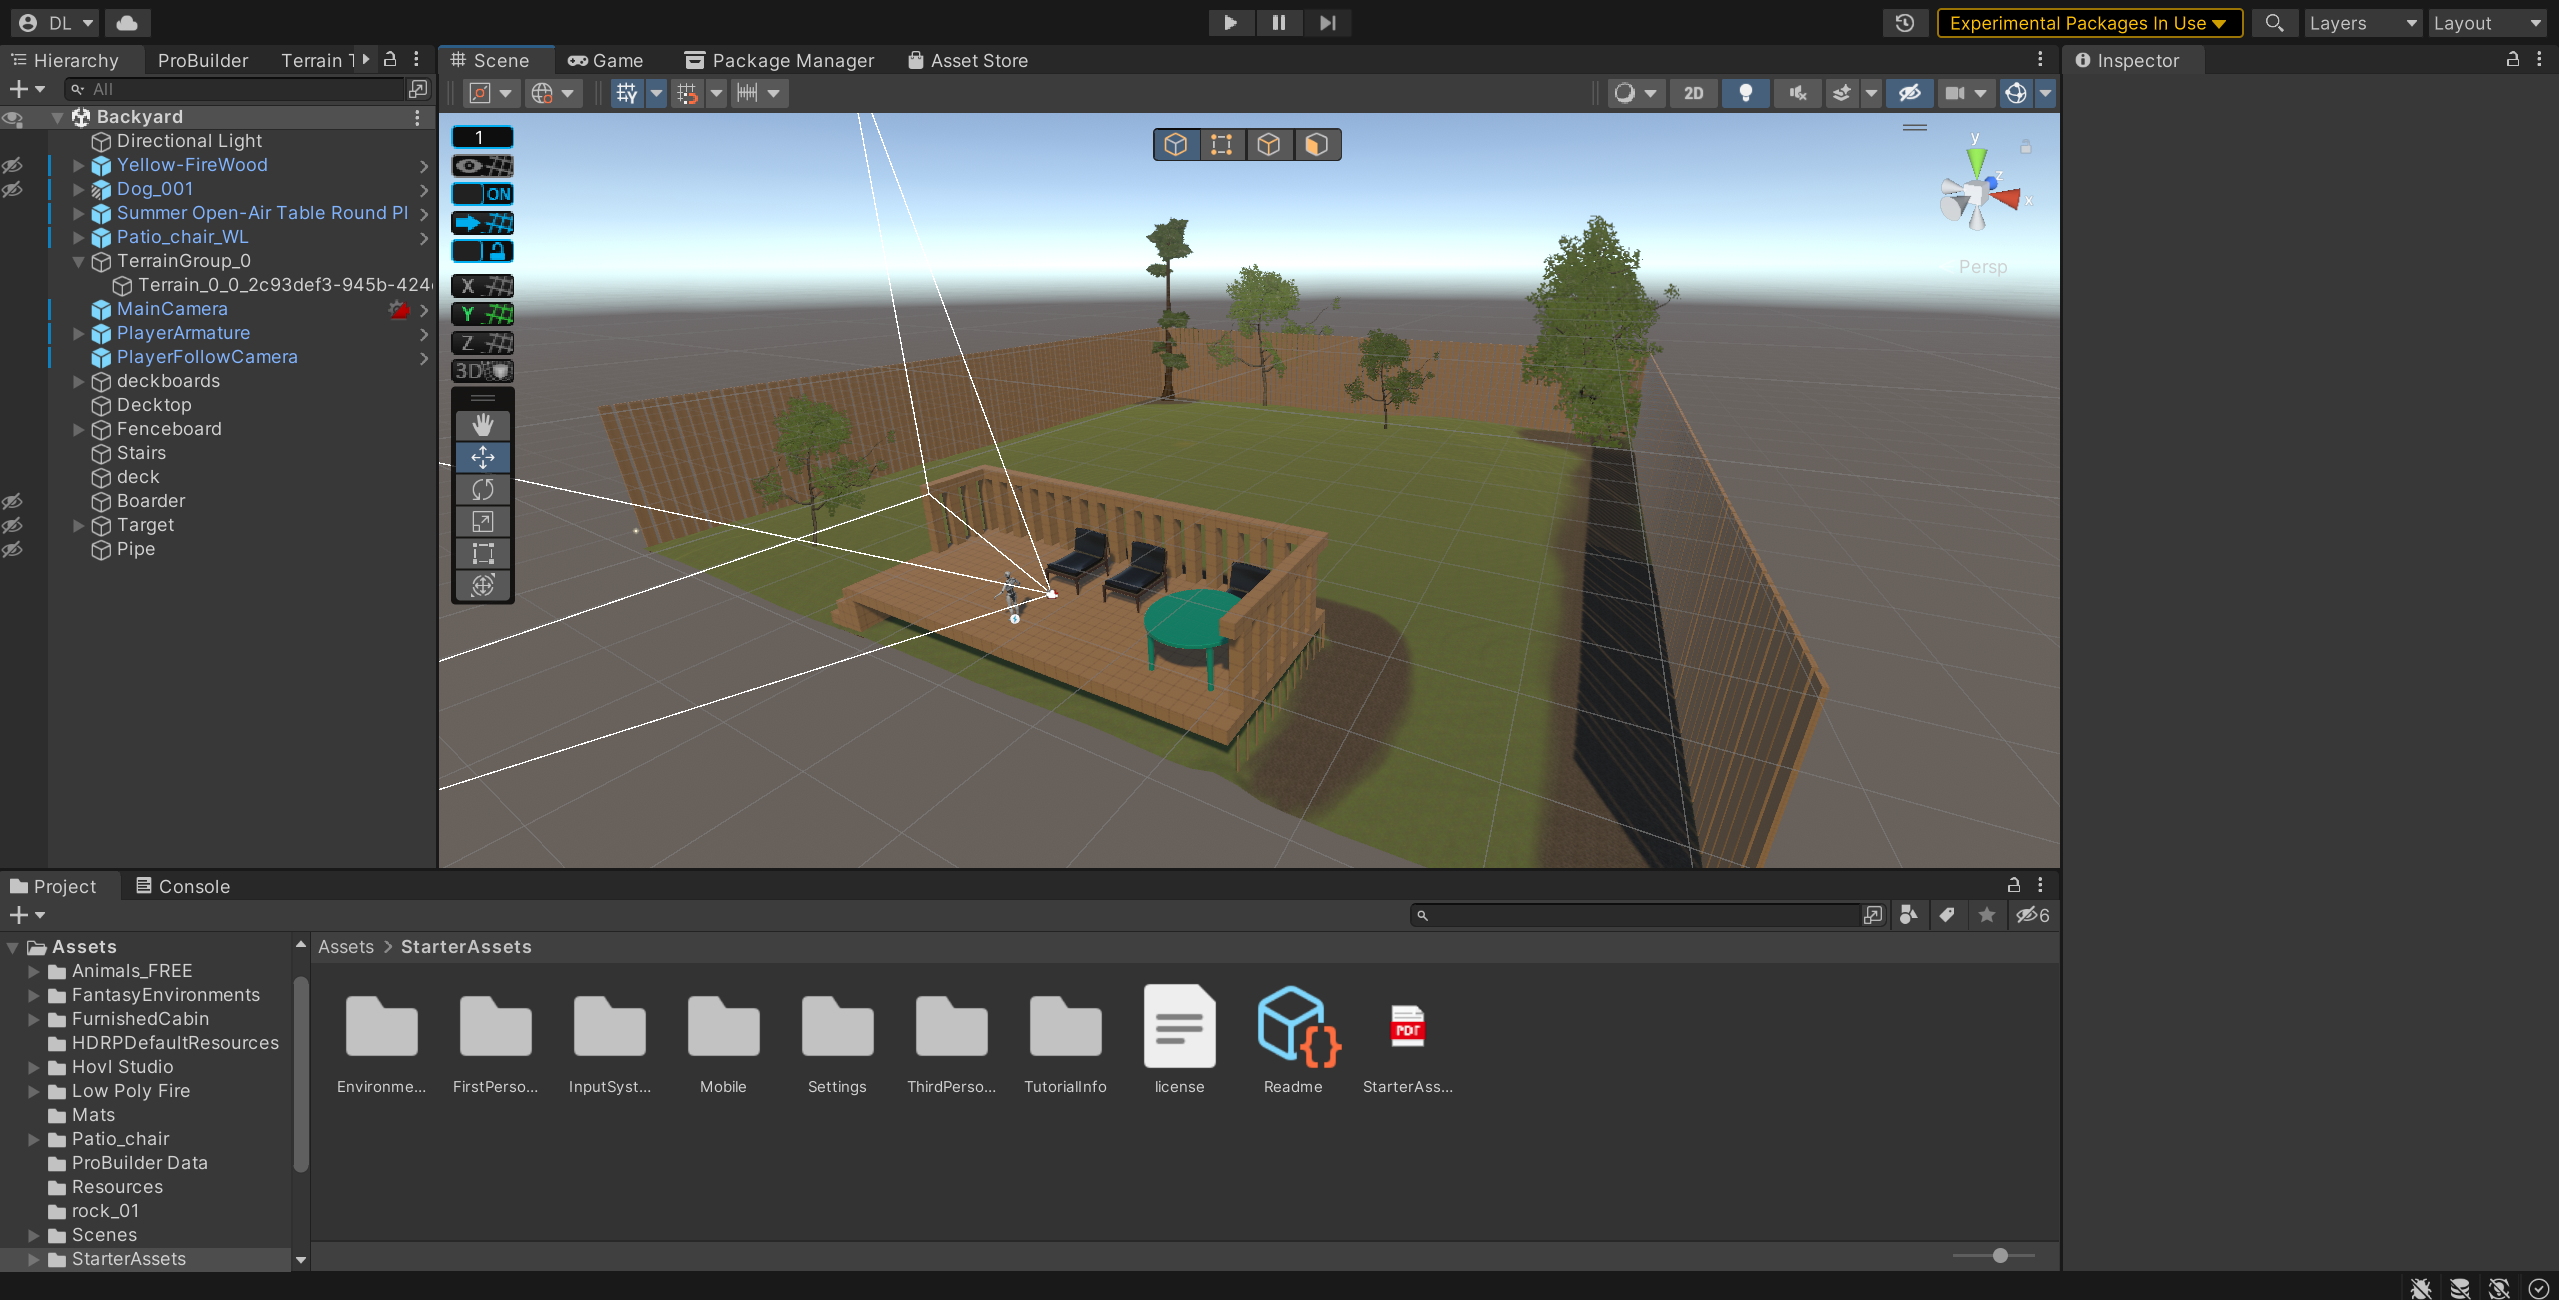 DL
Experimental Packages In Use
Layers
Layout
Hierarchy
ProBuilder
Terrain T
Scene
Game
Package Manager
Asset Store
Inspector
All
2D
Backyard
Directional Light
Yellow-FireWood
Dog_001
Summer Open-Air Table Round Pl
Patio_chair_WL
TerrainGroup_0
Terrain_0_0_2c93def3-945b-424
MainCamera
PlayerArmature
PlayerFollowCamera
deckboards
Decktop
Fenceboard
Stairs
deck
Boarder
Target
Pipe
1
ON
X
Y
Z
3D
y
z
x
Persp
Project
Console
6
Assets
Animals_FREE
FantasyEnvironments
FurnishedCabin
HDRPDefaultResources
Hovl Studio
Low Poly Fire
Mats
Patio_chair
ProBuilder Data
Resources
rock_01
Scenes
StarterAssets
Assets > StarterAssets
Environme...
FirstPerso...
InputSyst...
Mobile
Settings
ThirdPerso...
TutorialInfo
license
Readme
PDF
StarterAss...